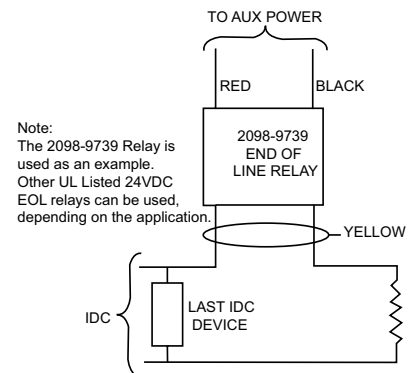 TO AUX POWER
RED
BLACK
Note:
The 2098-9739 Relay is
used as an example.
Other UL Listed 24VDC
EOL relays can be used,
depending on the application.
2098-9739
END OF
LINE RELAY
YELLOW
IDC
LAST IDC
DEVICE